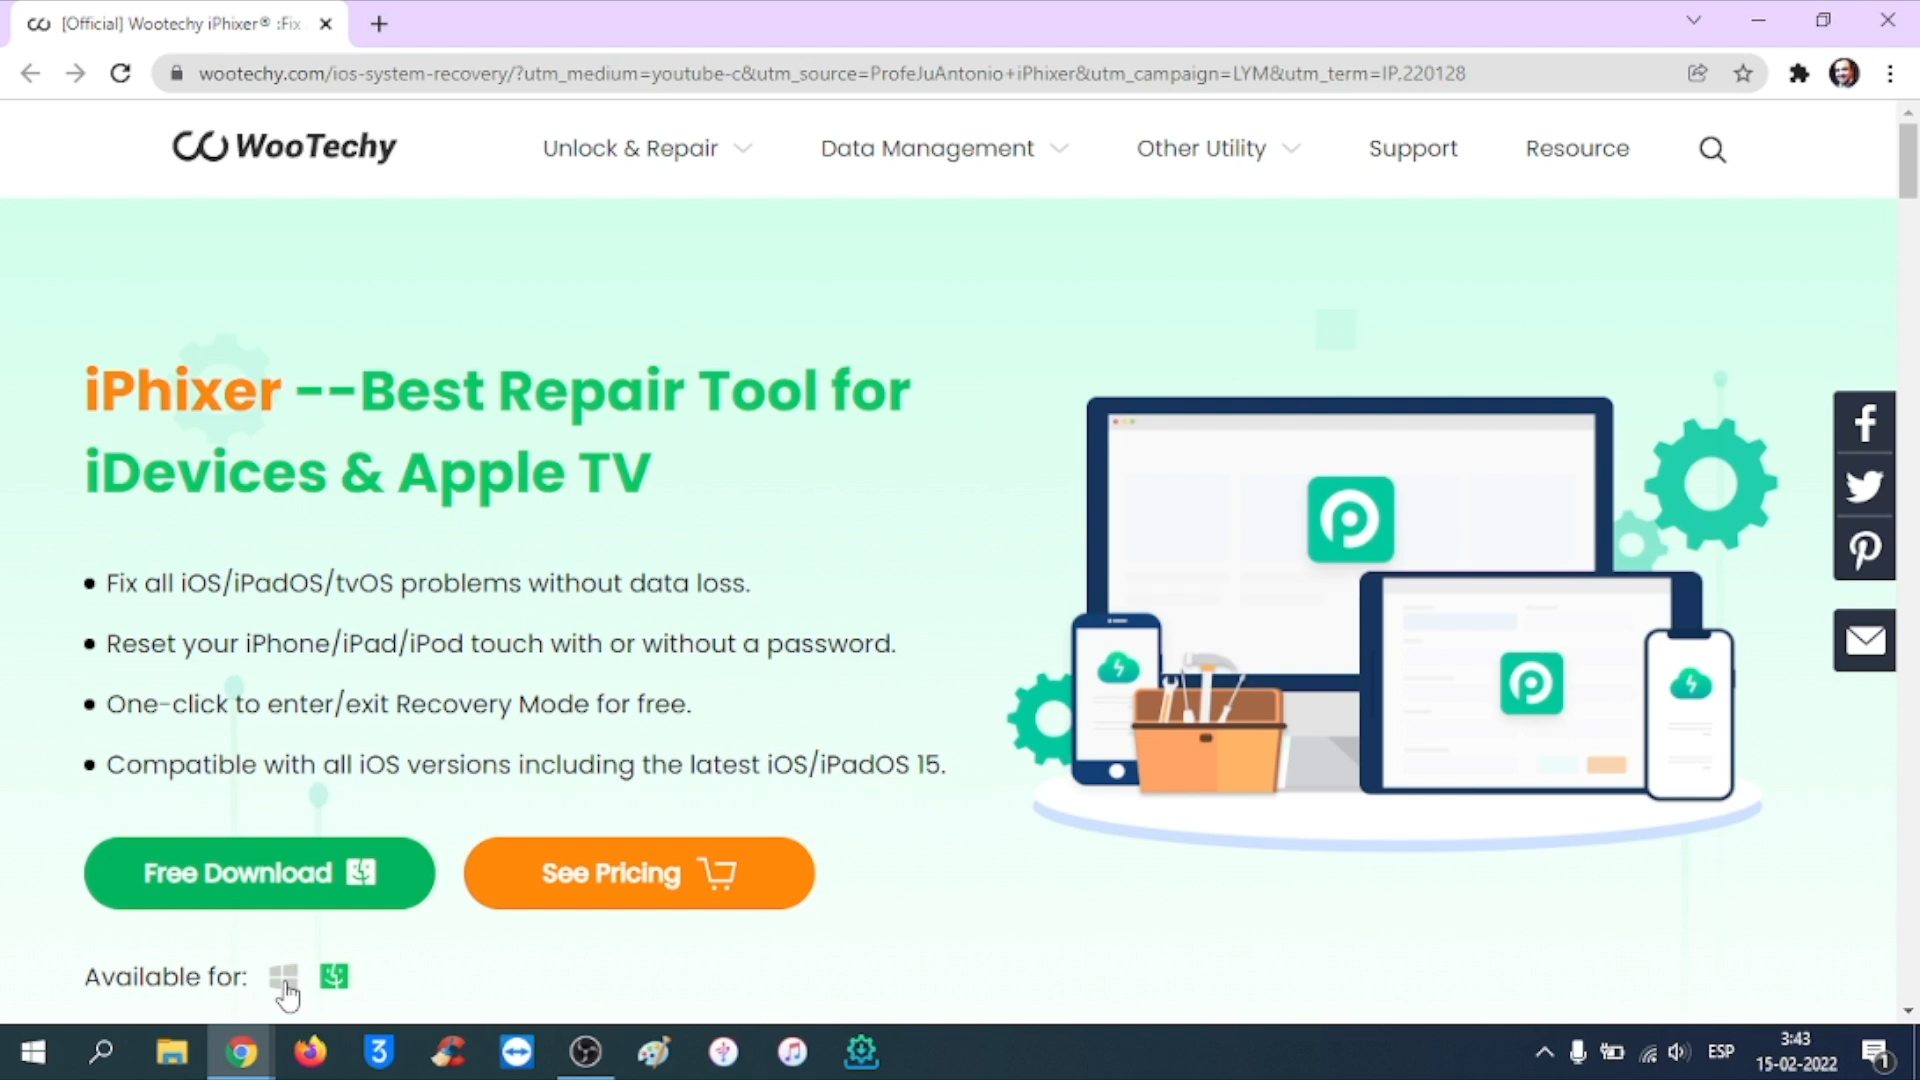 [Official] Wootechy iPhixer® :Fix
wootechy.com/ios-system-recovery/?utm_medium=youtube-c&utm_source=ProfeJuAntonio+iPhixer&utm_campaign=LYM&utm_term=IP,220128
WooTechy
Unlock & Repair
Data Management
Other Utility
Support
Resource
iPhixer --Best Repair Tool for
iDevices & Apple TV
• Fix all iOS/iPadOS/tvOS problems without data loss.
• Reset your iPhone/iPad/iPod touch with or without a password.
• One-click to enter/exit Recovery Mode for free.
• Compatible with all iOS versions including the latest iOS/iPadOS 15.
Free Download
See Pricing
Available for:
3
ESP
3:43
15-02-2022
1